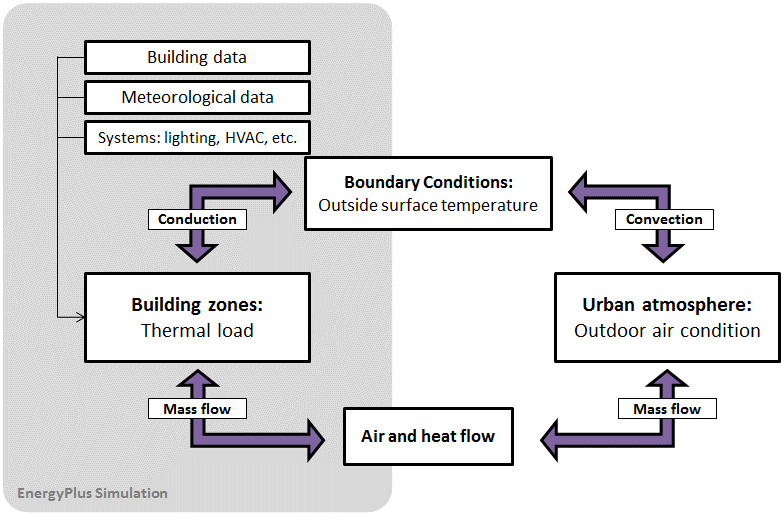 Building data
Meteorological data
Systems: lighting, HVAC, etc.
Boundary Conditions:
Outside surface temperature
Conduction
Convection
Building zones:
Thermal load
Urban atmosphere:
Outdoor air condition
Mass flow
Mass flow
Air and heat flow
EnergyPlus Simulation